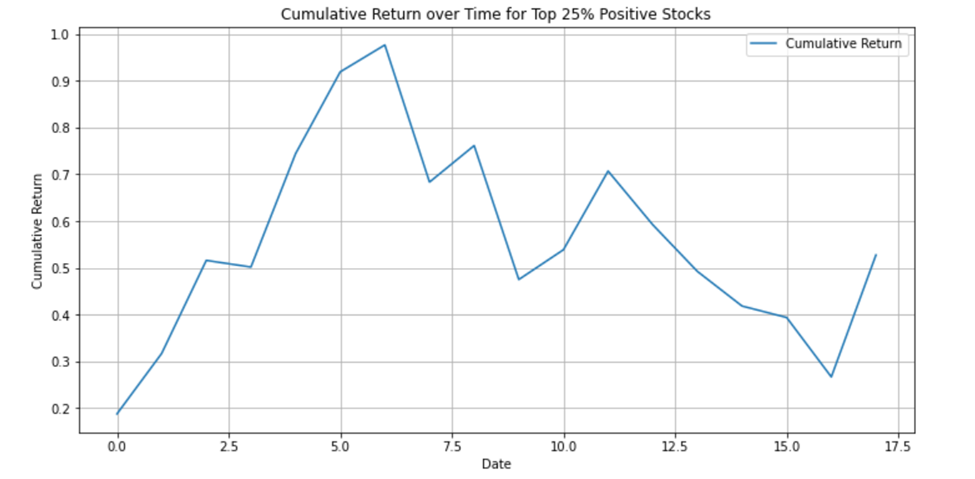 Cumulative Return over Time for Top 25% Positive Stocks
Cumulative Return
1.0
0.9
0.8
0.7
0.6
0.5
0.4
0.3
0.2
Cumulative Return
0.0 2.5 5.0 7.5 10.0 12.5 15.0 17.5
Date